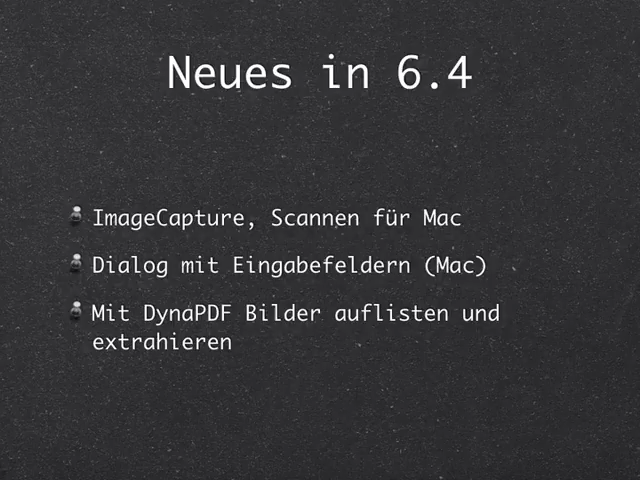 Neues in 6.4
ImageCapture, Scannen für Mac
Dialog mit Eingabefeldern (Mac)
Mit DynaPDF Bilder auflisten und
extrahieren